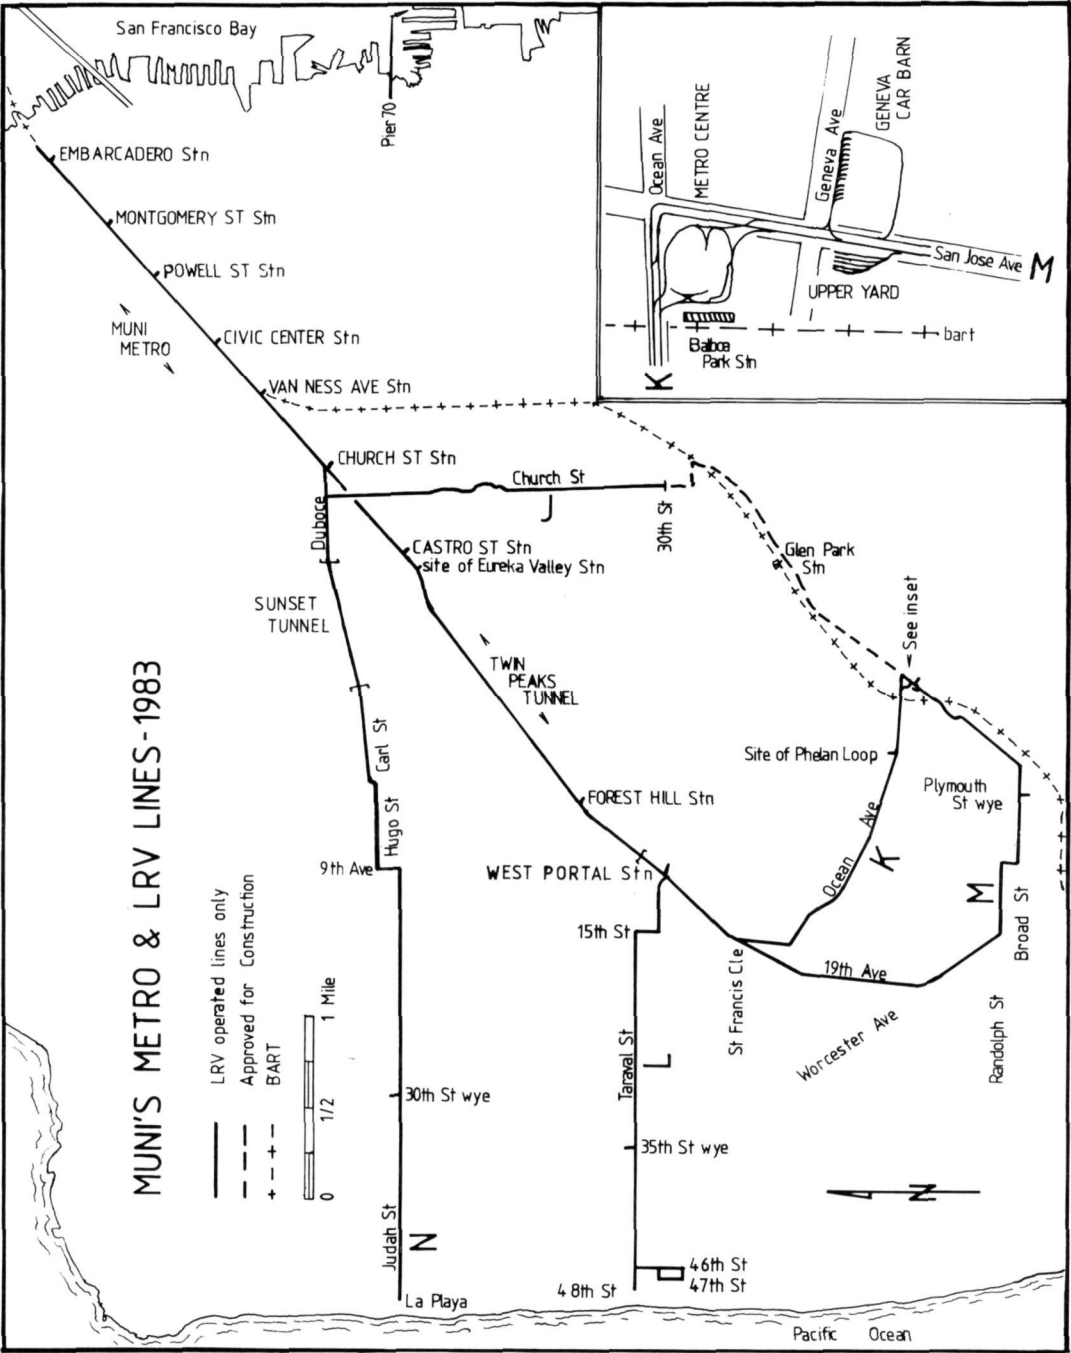 San Francisco Bay
Pier 70
EMBARCADERO Stn
MONTGOMERY ST Stn
POWELL ST Stn
MUNI
METRO
CIVIC CENTER Stn
VAN NESS AVE Stn
CHURCH ST Stn
Church St
J
30th St
Duboce
CASTRO ST Stn
site of Eureka Valley Stn
SUNSET
TUNNEL
TWIN
PEAKS
TUNNEL
Glen Park
Stn
See inset
Ocean Ave
METRO CENTRE
Geneva Ave
GENEVA
CAR BARN
San Jose Ave
M
UPPER YARD
bart
Balboa
Park Stn
K
MUNI'S METRO & LRV LINES-1983
LRV operated lines only
Approved for Construction
BART
0
1/2
1 Mile
Carl St
Hugo St
9th Ave
FOREST HILL Stn
WEST PORTAL Stn
Site of Phelan Loop
Plymouth
St wye
Ocean Ave
K
M
Broad St
15th St
St Francis Cle
19th Ave
Worcester Ave
Randolph St
Taraval St
L
30th St wye
35th St wye
N
Judah St
N
46th St
47th St
48th St
La Playa
Pacific Ocean